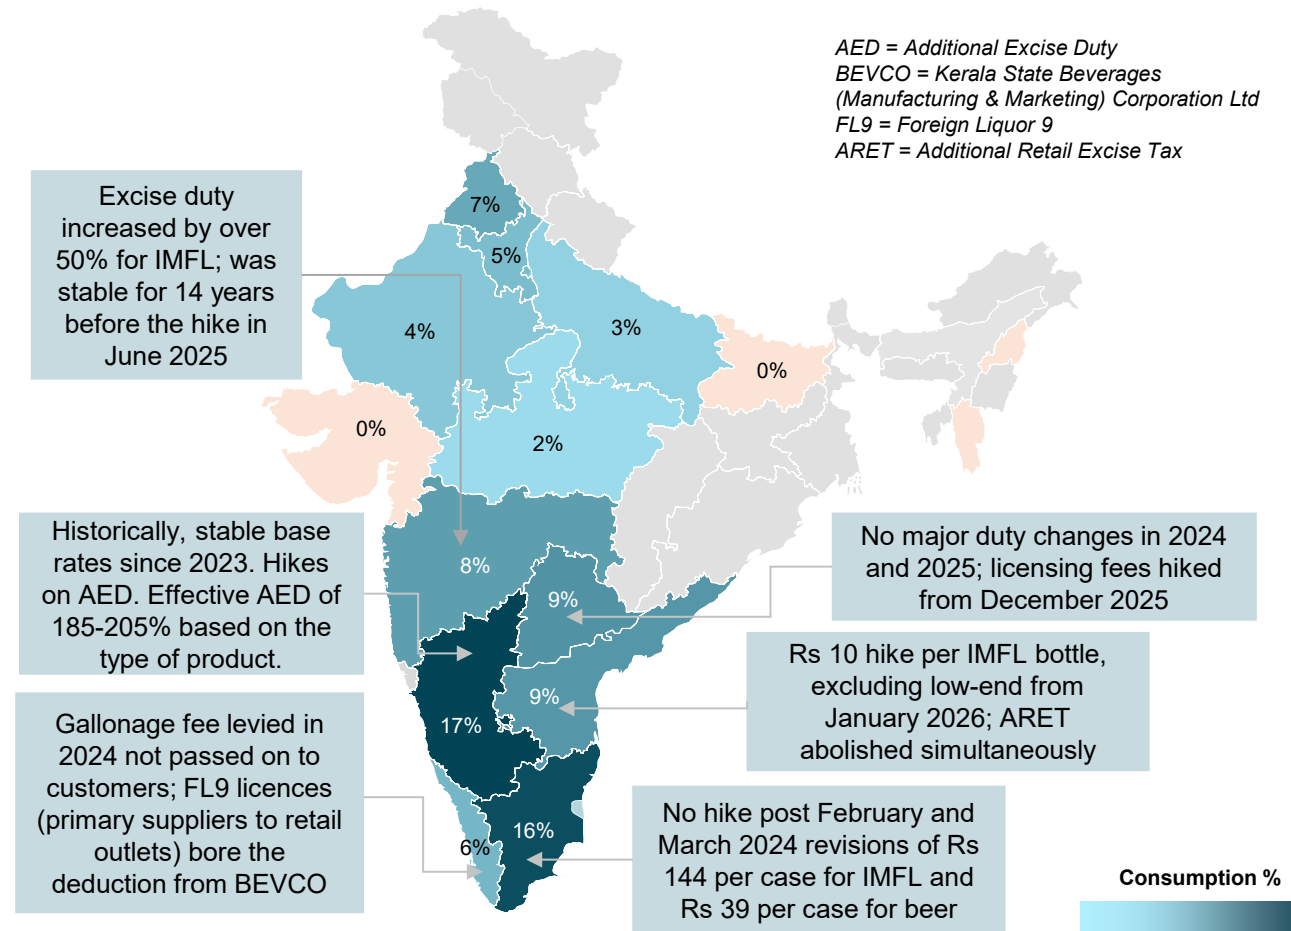 AED = Additional Excise Duty
BEVCO = Kerala State Beverages
(Manufacturing & Marketing) Corporation Ltd
FL9 = Foreign Liquor 9
ARET = Additional Retail Excise Tax
Excise duty
increased by over
50% for IMFL; was
stable for 14 years
before the hike in
June 2025
7%
5%
4%
3%
0%
0%
2%
Historically, stable base
rates since 2023. Hikes
on AED. Effective AED of
185-205% based on the
type of product.
8%
9%
No major duty changes in 2024
and 2025; licensing fees hiked
from December 2025
9%
Rs 10 hike per IMFL bottle,
excluding low-end from
January 2026; ARET
abolished simultaneously
17%
Gallonage fee levied in
2024 not passed on to
customers; FL9 licences
(primary suppliers to retail
outlets) bore the
deduction from BEVCO
6%
16%
No hike post February and
March 2024 revisions of Rs
144 per case for IMFL and
Rs 39 per case for beer
Consumption %